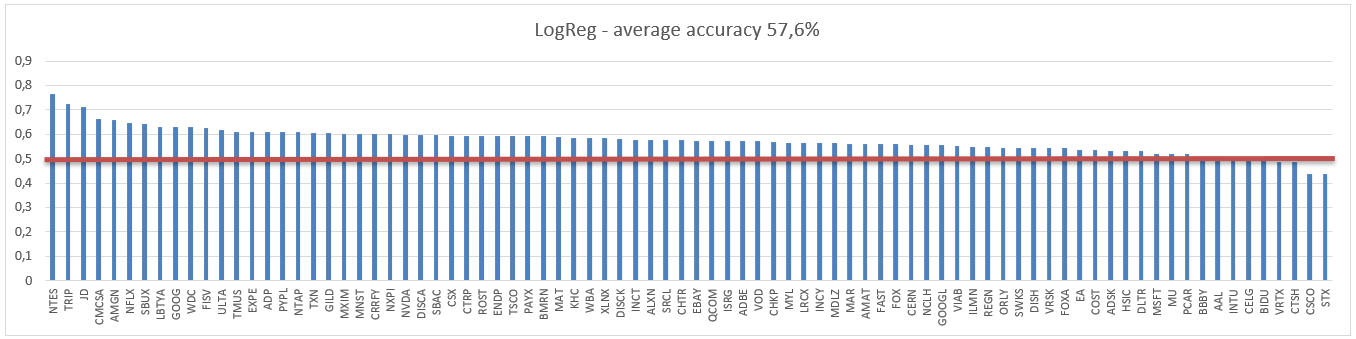 LogReg - average accuracy 57,6%
0,9
0,8
0,7
0,6
0,5
0,4
0,3
0,2
0,1
0
NTES
TRIP
JD
CMCSA
AMGN
NFLX
SBUX
LBTYA
GOOG
WDC
FISV
ULTA
TMUS
EXPE
ADP
PYPL
NTAP
TXN
GILD
MXIM
MNST
CRRFY
NXPI
NVDA
DISCA
SBAC
CSX
CTRP
ROST
ENDP
TSCO
PAYX
BMRN
MAT
KHC
WBA
XLNX
DISCK
INCT
ALXN
SRCL
CHTR
EBAY
QCOM
ISRG
ADBE
VOD
CHKP
MYL
LRCX
INCY
MDLZ
MAR
AMAT
FAST
FOX
CERN
NCLH
GOOGL
VIAB
ILMN
REGN
ORLY
SWKS
DISH
VRSK
FOXA
EA
COST
ADSK
HSIC
DLTR
MSFT
MU
PCAR
BBBY
AAL
INTU
CELG
BIDU
VRTX
CTSH
CSCO
STX